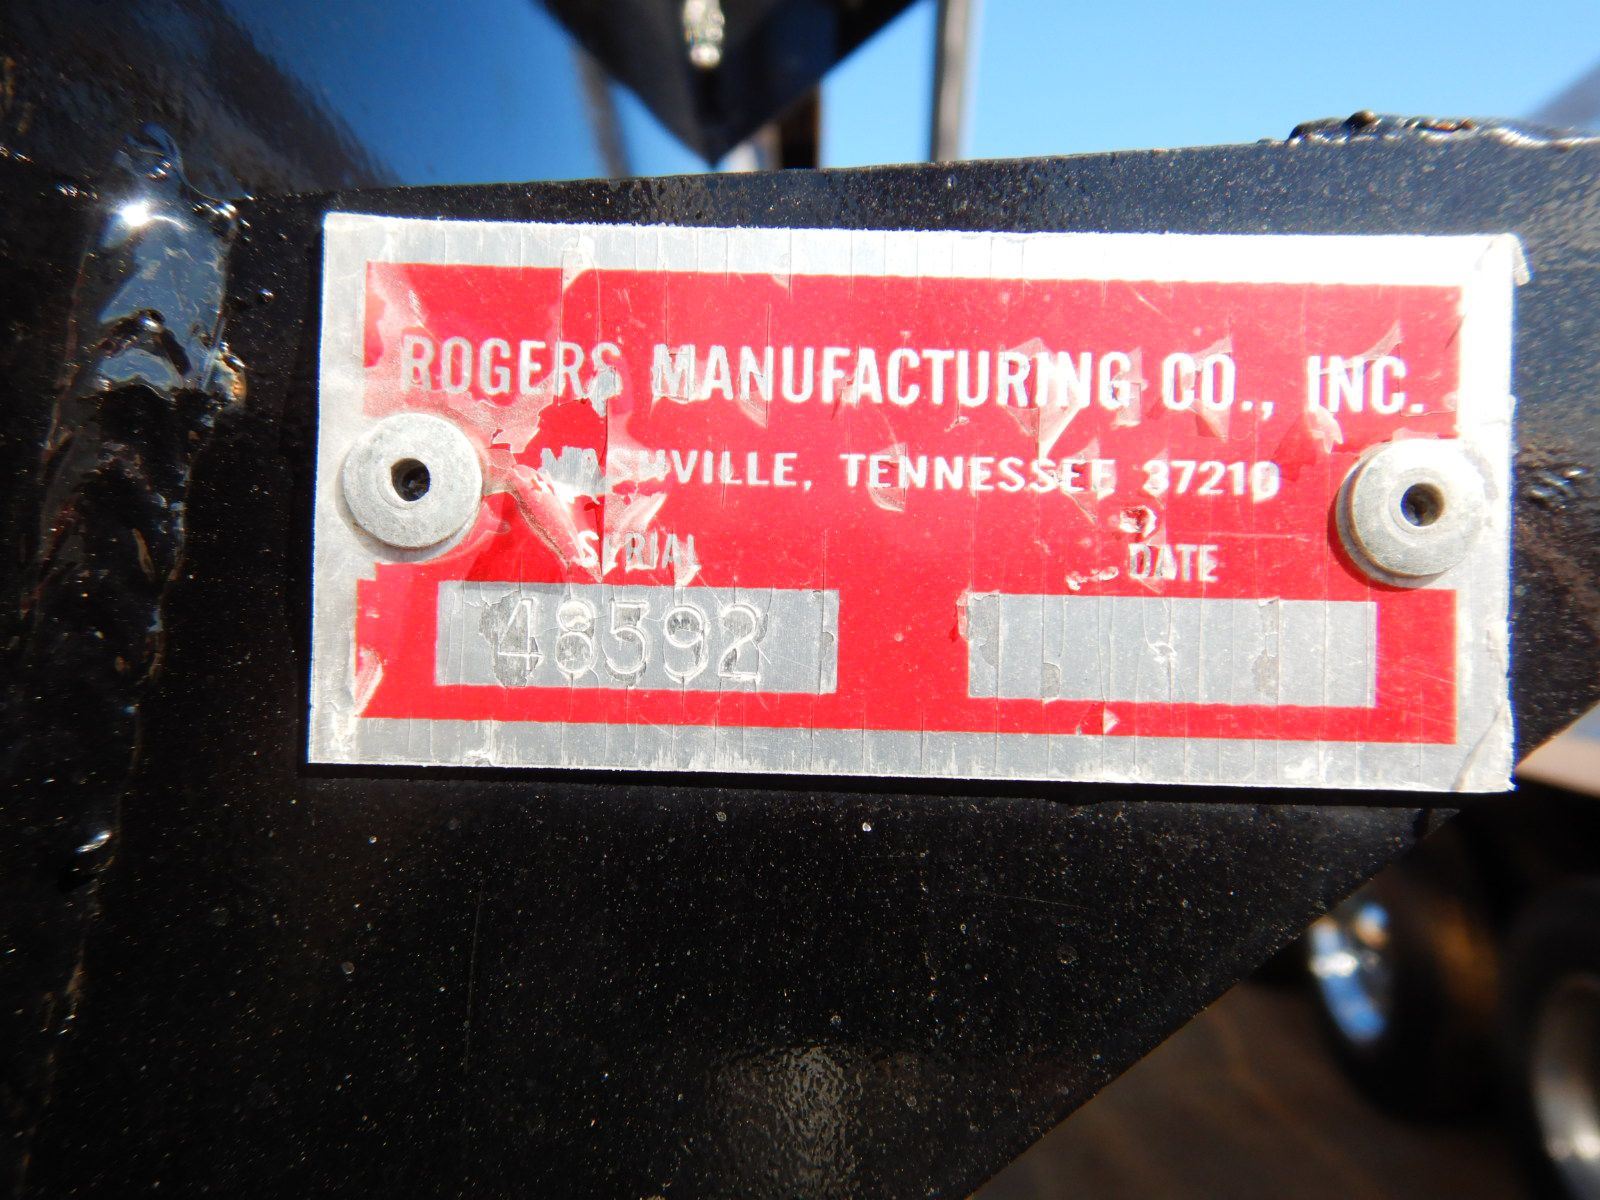 ROGERS MANUFACTURING CO., INC.
NASHVILLE, TENNESSEE 37210
SERIAL DATE
48592